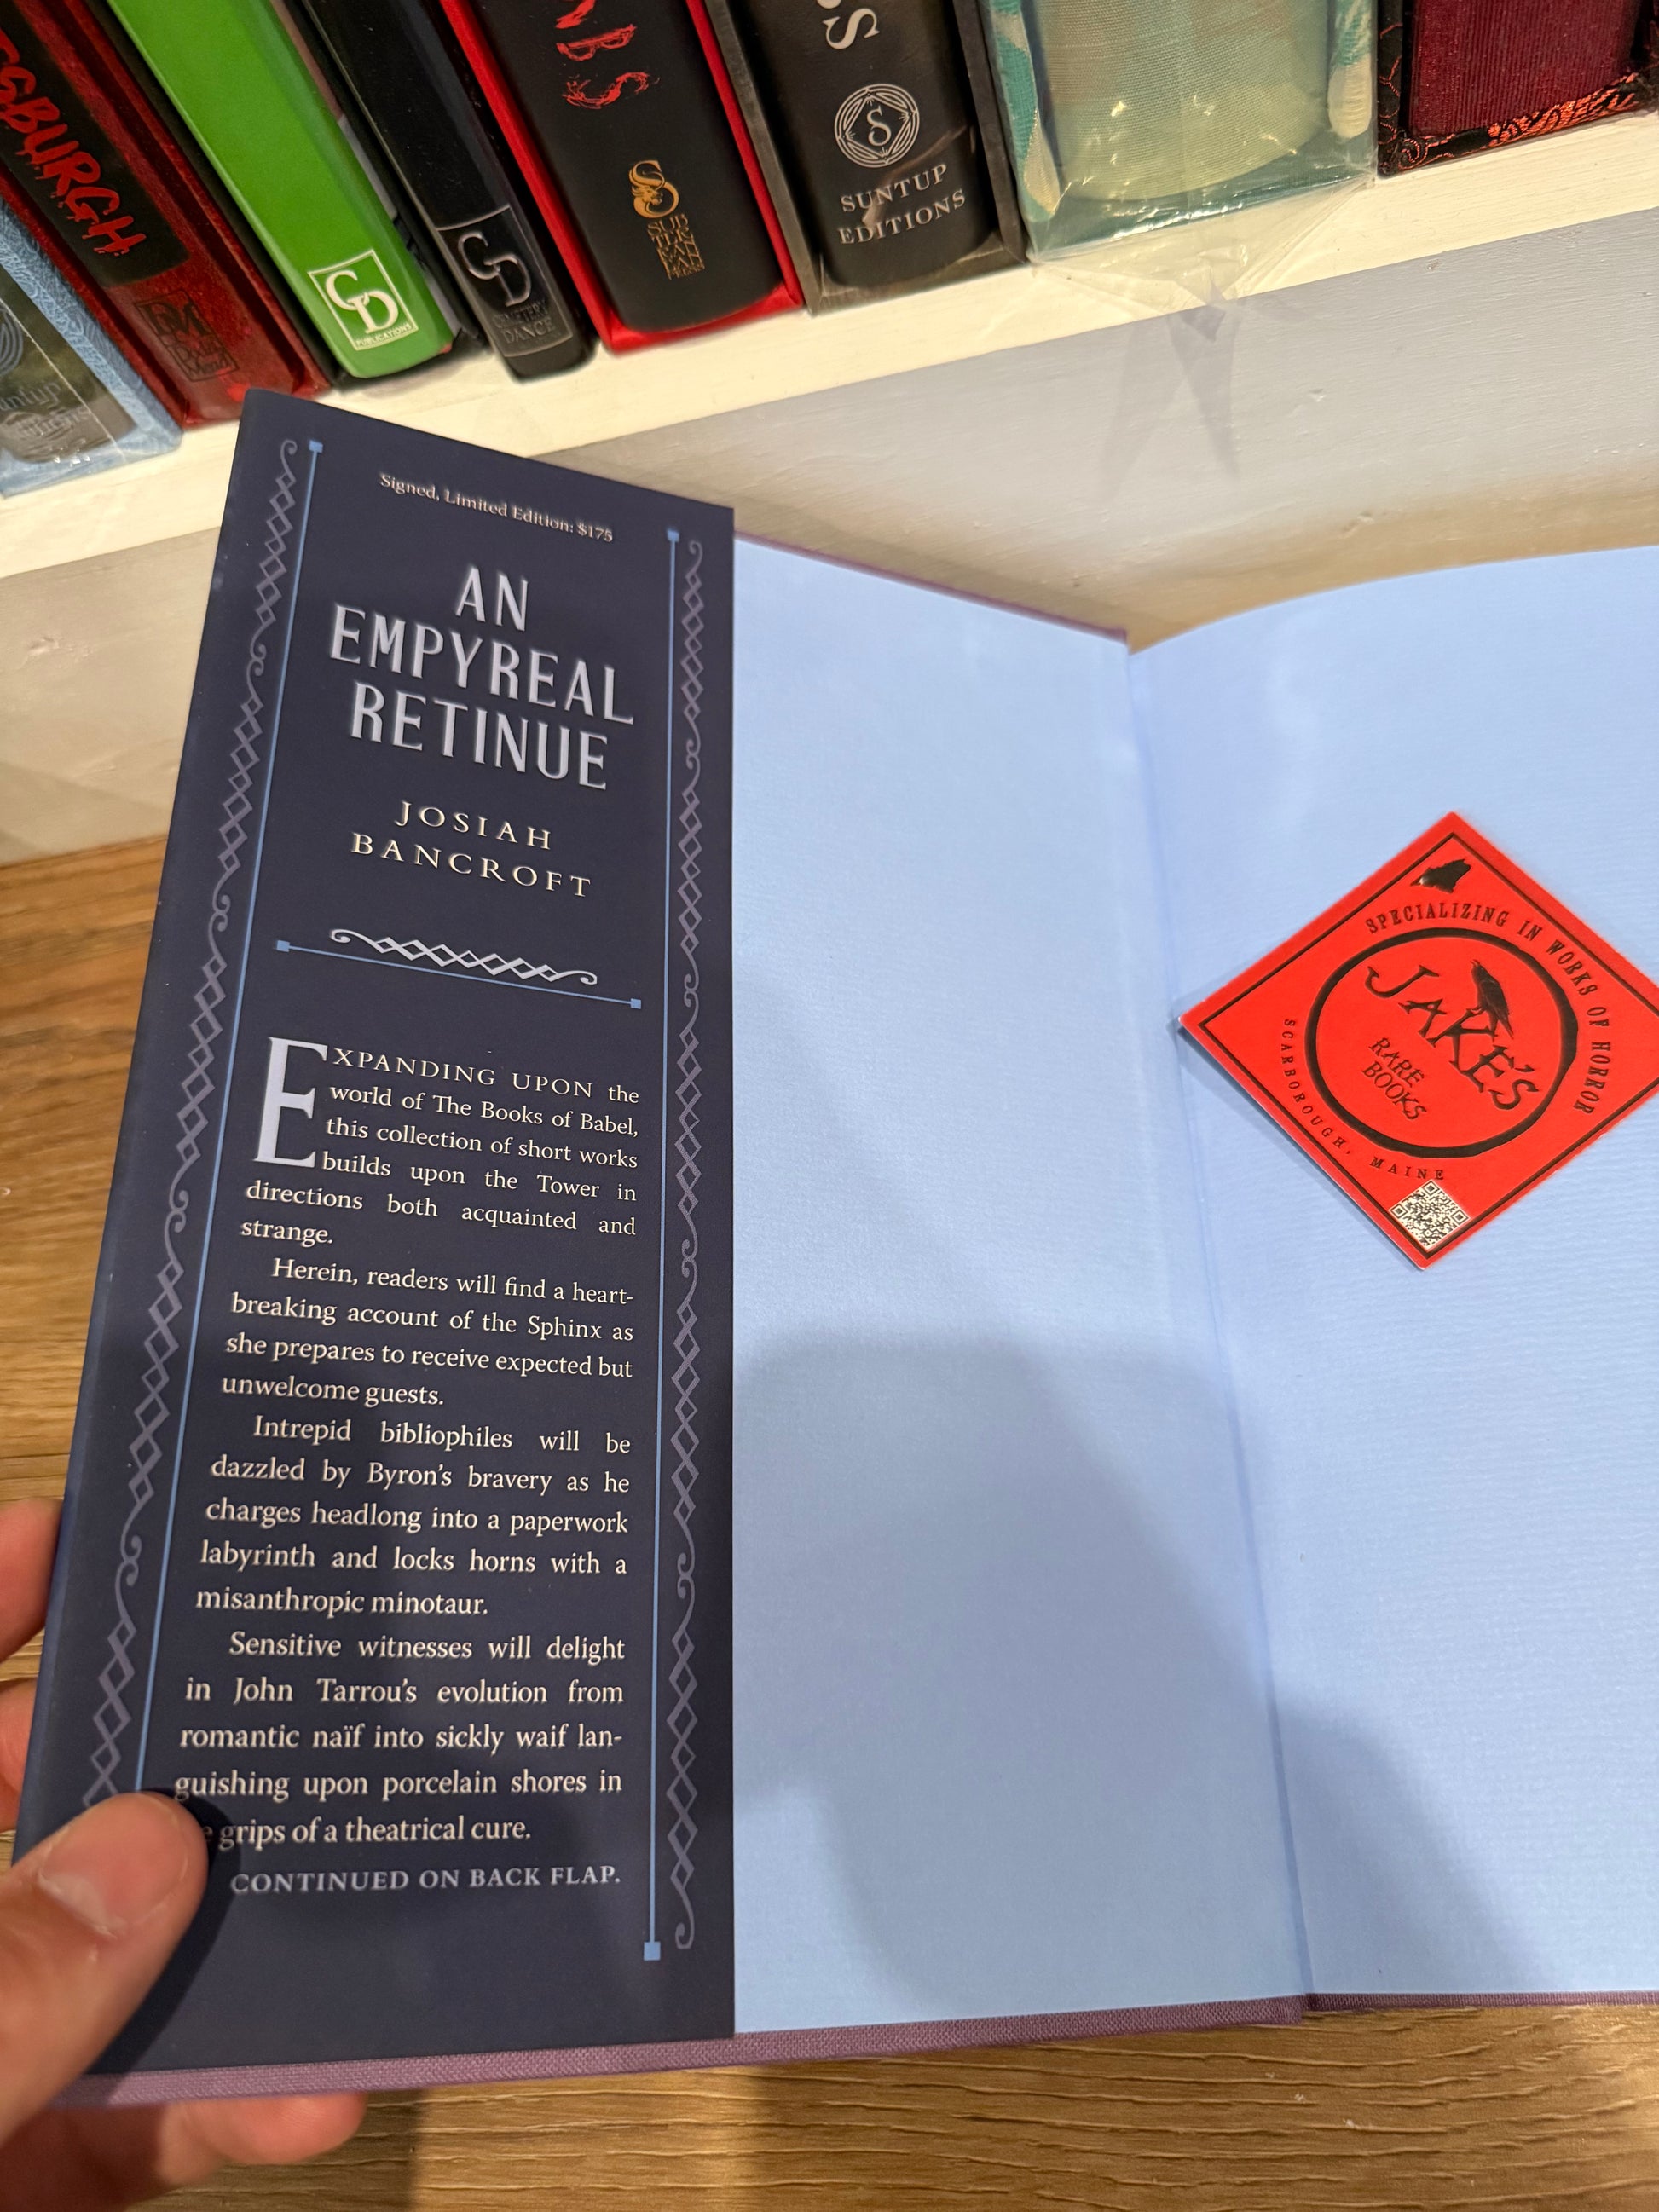 SBURGH
CD
PUBLICATIONS
CD
CEMETERY
DANCE
SUBTERRANEAN
PRESS
S
SUNTUP
EDITIONS
Signed, Limited Edition: $175
AN
EMPYREAL
RETINUE
JOSIAH
BANCROFT
EXPANDING UPON the
world of The Books of Babel,
this collection of short works
builds upon the Tower in
directions both acquainted and
strange.
Herein, readers will find a heart-
breaking account of the Sphinx as
she prepares to receive expected but
unwelcome guests.
Intrepid bibliophiles will be
dazzled by Byron's bravery as he
charges headlong into a paperwork
labyrinth and locks horns with a
misanthropic minotaur.
Sensitive witnesses will delight
in John Tarrou's evolution from
romantic naïf into sickly waif lan-
guishing upon porcelain shores in
e grips of a theatrical cure.
CONTINUED ON BACK FLAP.
SPECIALIZING IN WORKS OF HORROR
JAKE'S
RARE
BOOKS
SCARBOROUGH, MAINE